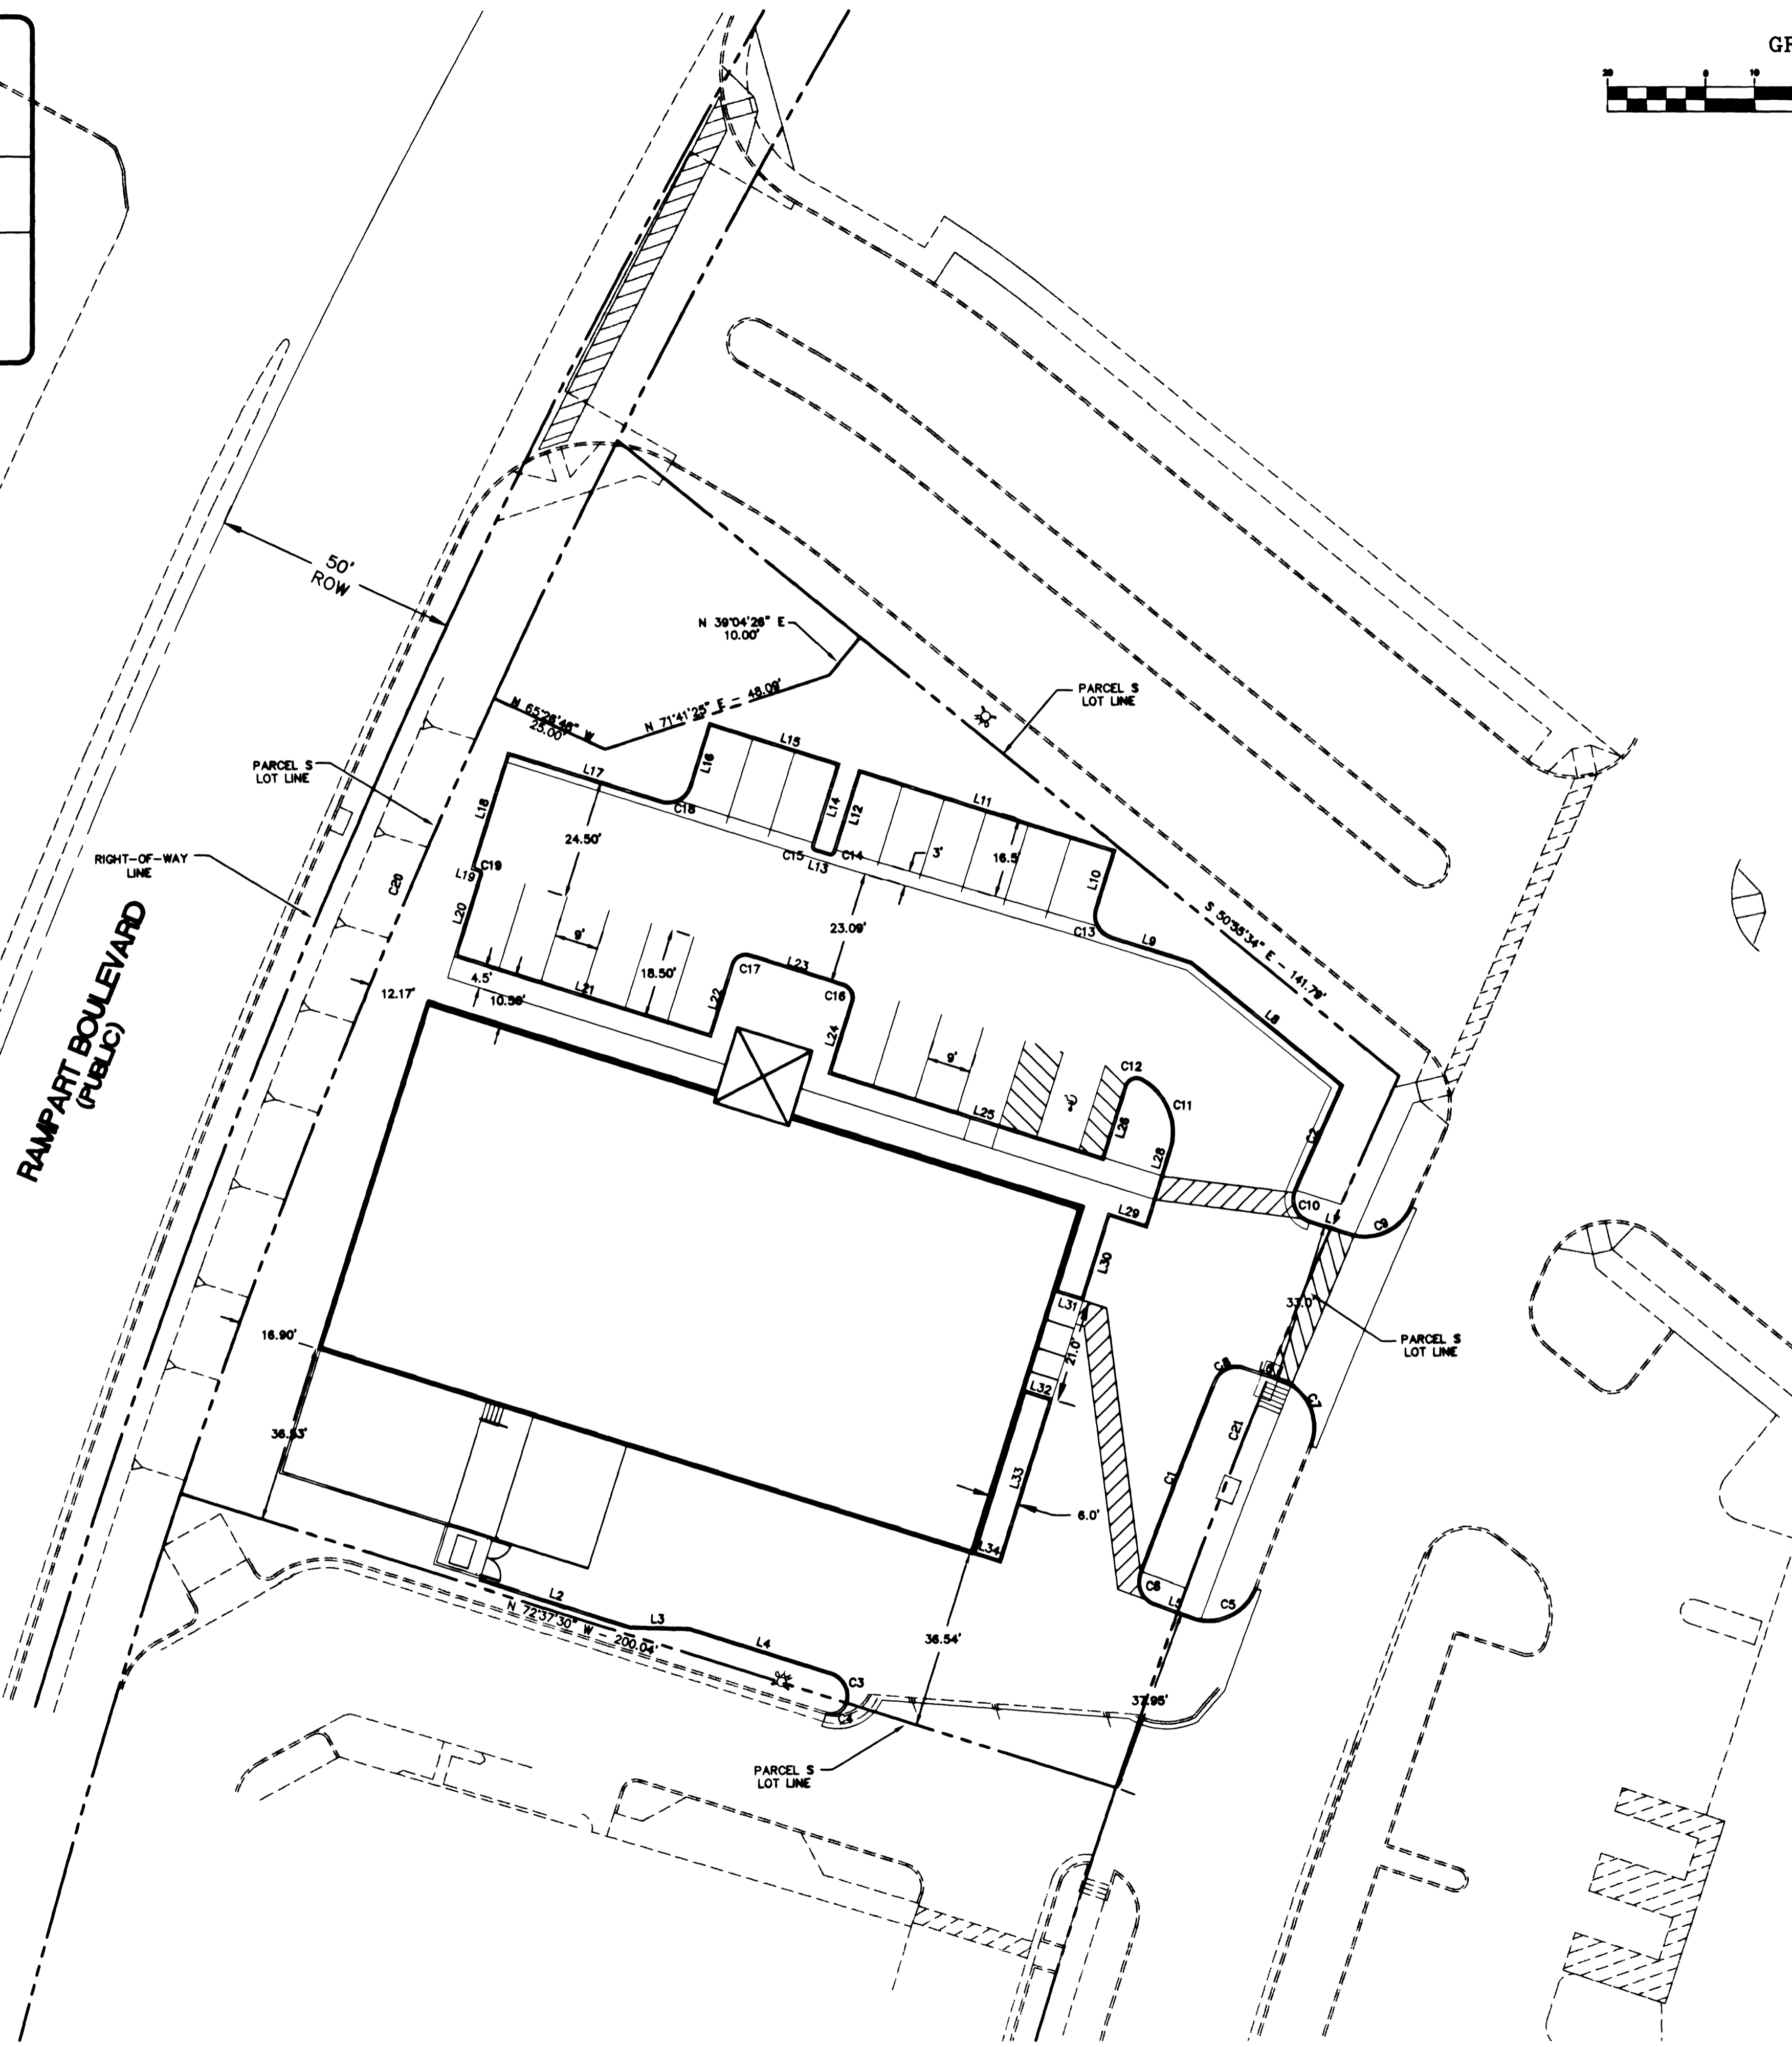 GR
20
0
10
50'
ROW
N 39°04'26" E
10.00'
N 65°28'48" W
25.00'
N 71°41'25" E - 48.09'
PARCEL S
LOT LINE
PARCEL S
LOT LINE
RIGHT-OF-WAY
LINE
RAMPART BOULEVARD
(PUBLIC)
C20
L15
L16
L17
L18
C18
L14
L12
L11
24.50'
C15
C14
L13
3'
16.5'
L10
C19
L19
L20
C13
L9
S 50°55'34" E - 141.79'
23.09'
9'
18.50'
4.5'
L21
C17
L23
C16
L22
L24
L8
12.17'
10.56'
9'
C12
C11
L25
L26
L28
C2
C10
L7
C9
L29
L30
33.0'
L31
21.0'
PARCEL S
LOT LINE
16.90'
C8
L6
C7
L32
36.53'
C21
C1
L33
6.0'
L34
C6
L5
C5
L2
L3
N 72°37'30" W - 200.04'
L4
36.54'
C3
C4
37.95'
PARCEL S
LOT LINE